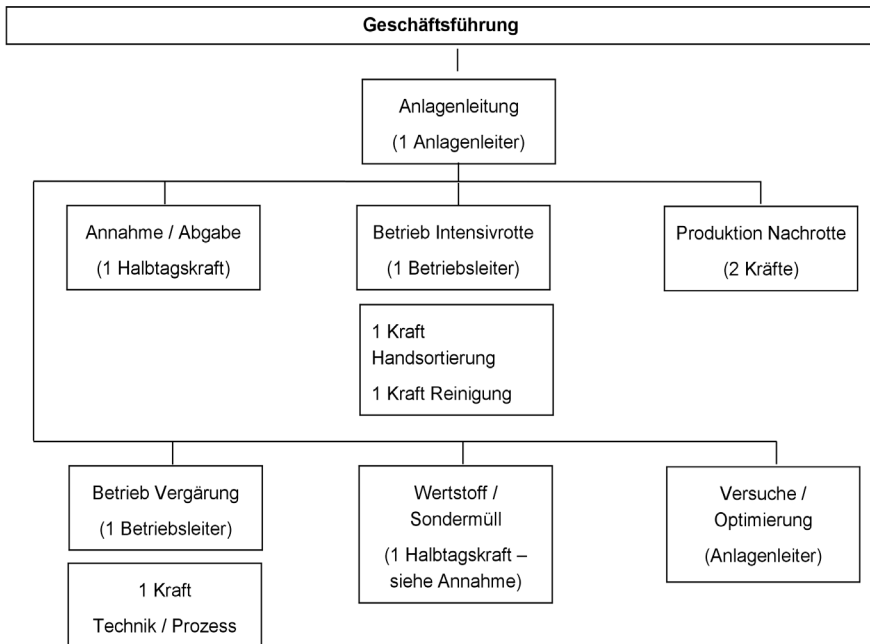 Geschäftsführung
Anlagenleitung
(1 Anlagenleiter)
Annahme / Abgabe
(1 Halbtagskraft)
Betrieb Intensivrotte
(1 Betriebsleiter)
Produktion Nachrotte
(2 Kräfte)
1 Kraft
Handsortierung
1 Kraft Reinigung
Betrieb Vergärung
(1 Betriebsleiter)
Wertstoff /
Sondermüll
(1 Halbtagskraft –
siehe Annahme)
Versuche /
Optimierung
(Anlagenleiter)
1 Kraft
Technik / Prozess